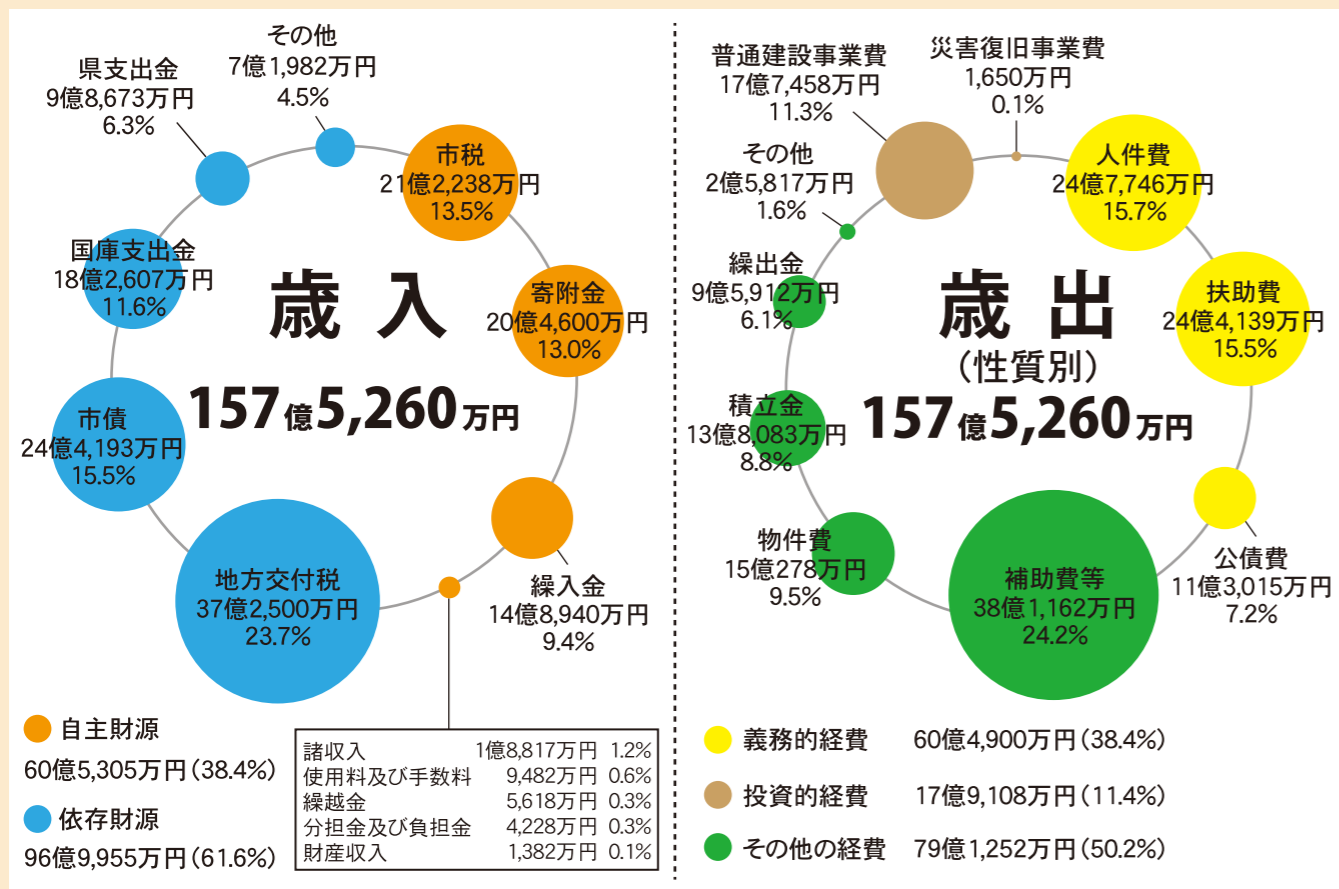 歳入
157億5,260万円
その他
7億1,982万円
4.5%
県支出金
9億8,673万円
6.3%
市税
21億2,238万円
13.5%
国庫支出金
18億2,607万円
11.6%
寄附金
20億4,600万円
13.0%
市債
24億4,193万円
15.5%
地方交付税
37億2,500万円
23.7%
繰入金
14億8,940万円
9.4%
自主財源
60億5,305万円(38.4%)
依存財源
96億9,955万円(61.6%)
諸収入 1億8,817万円 1.2%
使用料及び手数料 9,482万円 0.6%
繰越金 5,618万円 0.3%
分担金及び負担金 4,228万円 0.3%
財産収入 1,382万円 0.1%
歳出
(性質別)
157億5,260万円
普通建設事業費
17億7,458万円
11.3%
災害復旧事業費
1,650万円
0.1%
その他
2億5,817万円
1.6%
人件費
24億7,746万円
15.7%
繰出金
9億5,912万円
6.1%
扶助費
24億4,139万円
15.5%
積立金
13億8,083万円
8.8%
物件費
15億278万円
9.5%
補助費等
38億1,162万円
24.2%
公債費
11億3,015万円
7.2%
義務的経費 60億4,900万円(38.4%)
投資的経費 17億9,108万円(11.4%)
その他の経費 79億1,252万円(50.2%)